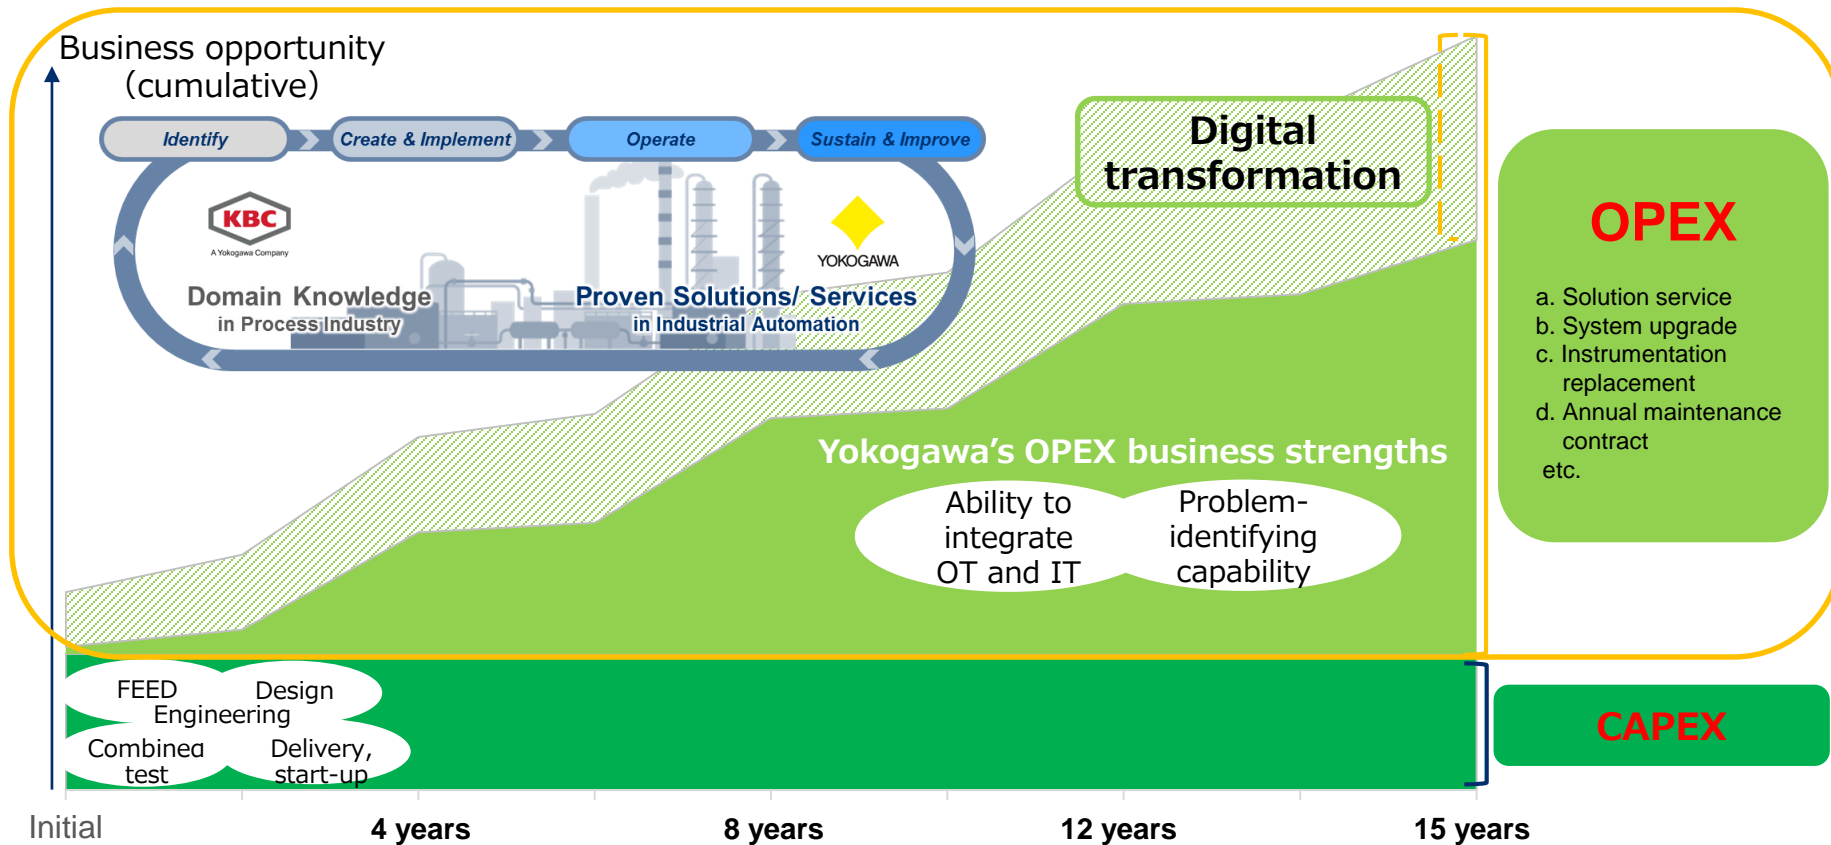 Business opportunity
(cumulative)
Identify
Create & Implement
Operate
Sustain & Improve
KBC
A Yokogawa Company
YOKOGAWA
Domain Knowledge
in Process Industry
Proven Solutions/ Services
in Industrial Automation
Digital
transformation
OPEX
a. Solution service
b. System upgrade
c. Instrumentation
replacement
d. Annual maintenance
contract
etc.
Yokogawa’s OPEX business strengths
Ability to
integrate
OT and IT
Problem-
identifying
capability
FEED
Design
Engineering
Combined
test
Delivery,
start-up
CAPEX
Initial
4 years
8 years
12 years
15 years